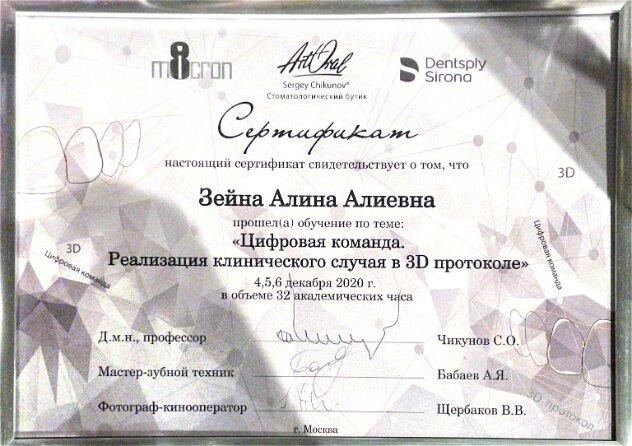 m8cron
ArtOral
Sergey Chikunov®
Стоматологический бутик
Dentsply
Sirona
Сертификат
настоящий сертификат свидетельствует о том, что
Зейна Алина Алиевна
прошел(а) обучение по теме:
«Цифровая команда.
Реализация клинического случая в 3D протоколе»
4,5,6 декабря 2020 г.
в объеме 32 академических часа
3D
3D
Цифровая команда
Цифровая команда
Д.м.н., профессор
Чикунов С.О.
Мастер-зубной техник
Бабаев А.Я.
Фотограф-кинооператор
Щербаков В.В.
3D протокол
г. Москва